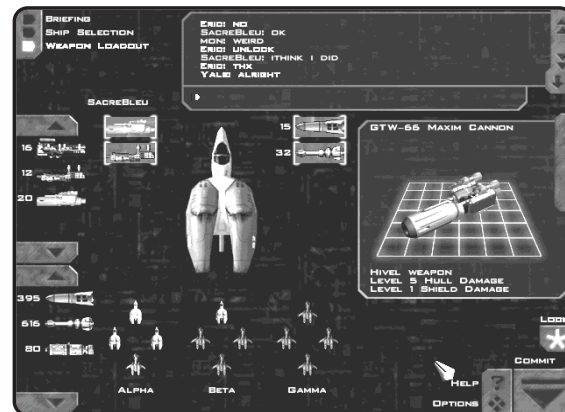 Briefing
Ship Selection
Weapon Loadout
Eric: no
SacreBleu: ok
mon: weird
Eric: unlock
SacreBleu: ithink i did
Eric: thx
Yale: alright
SacreBleu
16
12
20
15
32
GTW-66 Maxim Cannon
Hivel weapon
Level 5 Hull Damage
Level 1 Shield Damage
395
616
80
Alpha
Beta
Gamma
Lock
Commit
Help
Options